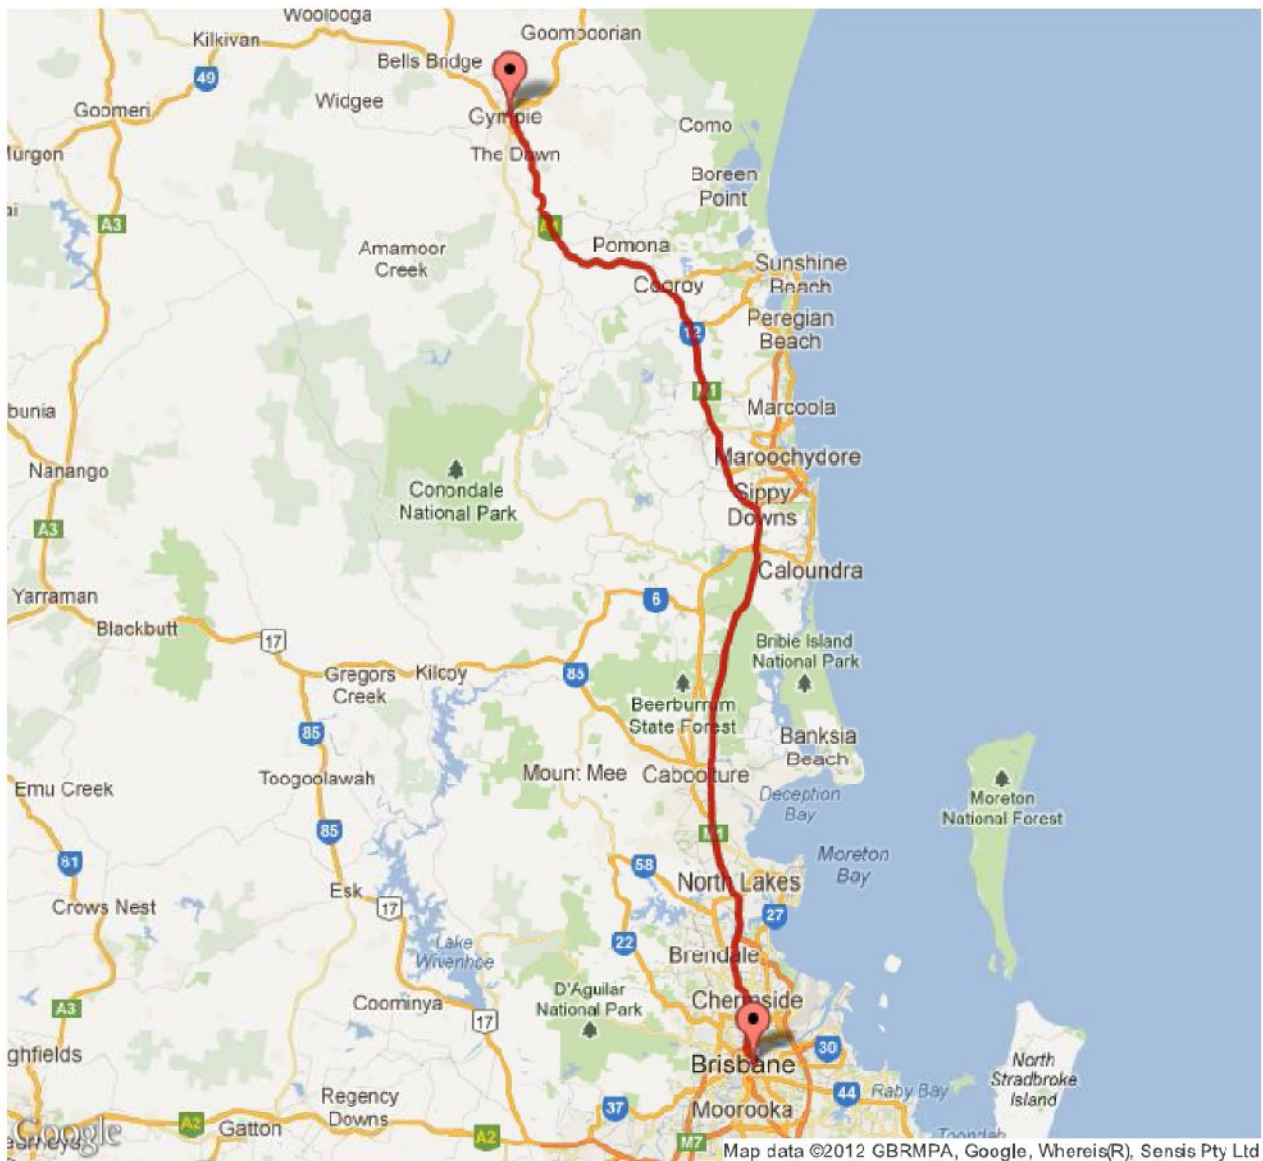 Woolooga
Kilkivan
Goomboorian
Bells Bridge
49
Widgee
Goomeri
Gympie
Como
Murgon
The Dawn
Boreen
Point
A3
Pomona
Amamoor
Creek
Sunshine
Beach
Cooroy
Peregian
Beach
12
M1
bunia
Marcoola
Maroochydore
Nanango
Conondale
National Park
Sippy
Downs
A3
Caloundra
Yarraman
6
Blackbutt
17
Bribie Island
National Park
Gregors
Creek
Kilcoy
85
Beerburrum
State Forest
85
Banksia
Beach
Mount Mee
Caboolture
Toogoolawah
Emu Creek
Deception
Bay
Moreton
National Forest
85
M1
61
58
Moreton
Bay
Esk
North Lakes
17
Crows Nest
27
22
Lake
Wivenhoe
Brendale
D'Aguilar
National Park
Coominya
Chermside
A3
17
ghfields
Brisbane
30
North
Stradbroke
Island
Regency
Downs
44
Raby Bay
37
Moorooka
A2
Gatton
A2
Google
M7
Map data ©2012 GBRMPA, Google, Whereis(R), Sensis Pty Ltd